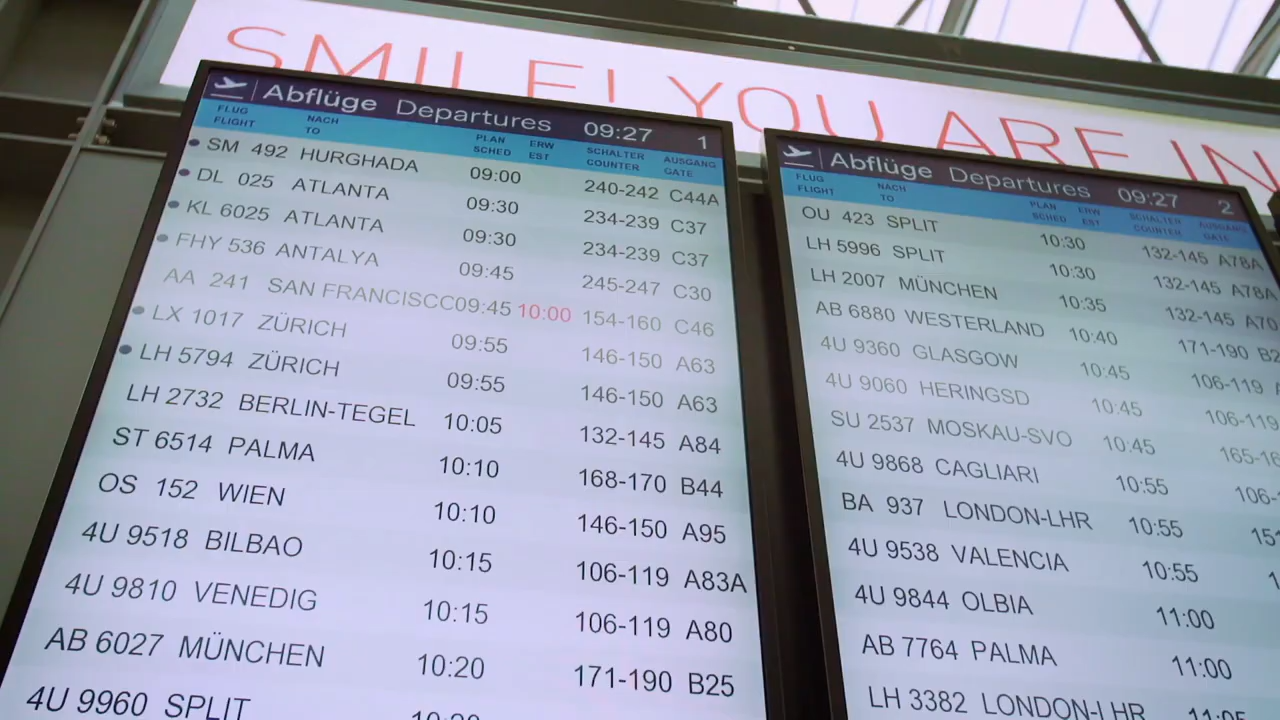 SMILE! YOU ARE IN
Abflüge Departures 09:27 1
FLUG NACH PLAN ERW SCHALTER AUSGANG
FLIGHT TO SCHED EST COUNTER GATE
SM 492 HURGHADA 09:00 240-242 C44A
DL 025 ATLANTA 09:30 234-239 C37
KL 6025 ATLANTA 09:30 234-239 C37
FHY 536 ANTALYA 09:45 245-247 C30
AA 241 SAN FRANCISCC09:45 10:00 154-160 C46
LX 1017 ZÜRICH 09:55 146-150 A63
LH 5794 ZÜRICH 09:55 146-150 A63
LH 2732 BERLIN-TEGEL 10:05 132-145 A84
ST 6514 PALMA 10:10 168-170 B44
OS 152 WIEN 10:10 146-150 A95
4U 9518 BILBAO 10:15 106-119 A83A
4U 9810 VENEDIG 10:15 106-119 A80
AB 6027 MÜNCHEN 10:20 171-190 B25
4U 9960 SPLIT
Abflüge Departures 09:27 2
FLUG NACH PLAN ERW SCHALTER AUSGANG
FLIGHT TO SCHED EST COUNTER GATE
OU 423 SPLIT 10:30 132-145 A78A
LH 5996 SPLIT 10:30 132-145 A78A
LH 2007 MÜNCHEN 10:35 132-145 A70
AB 6880 WESTERLAND 10:40 171-190
4U 9360 GLASGOW 10:45 106-119
4U 9060 HERINGSD 10:45 106-119
SU 2537 MOSKAU-SVO 10:45
4U 9868 CAGLIARI 10:55
BA 937 LONDON-LHR 10:55
4U 9538 VALENCIA 10:55
4U 9844 OLBIA 11:00
AB 7764 PALMA 11:00
LH 3382 LONDON-LHR 11:05